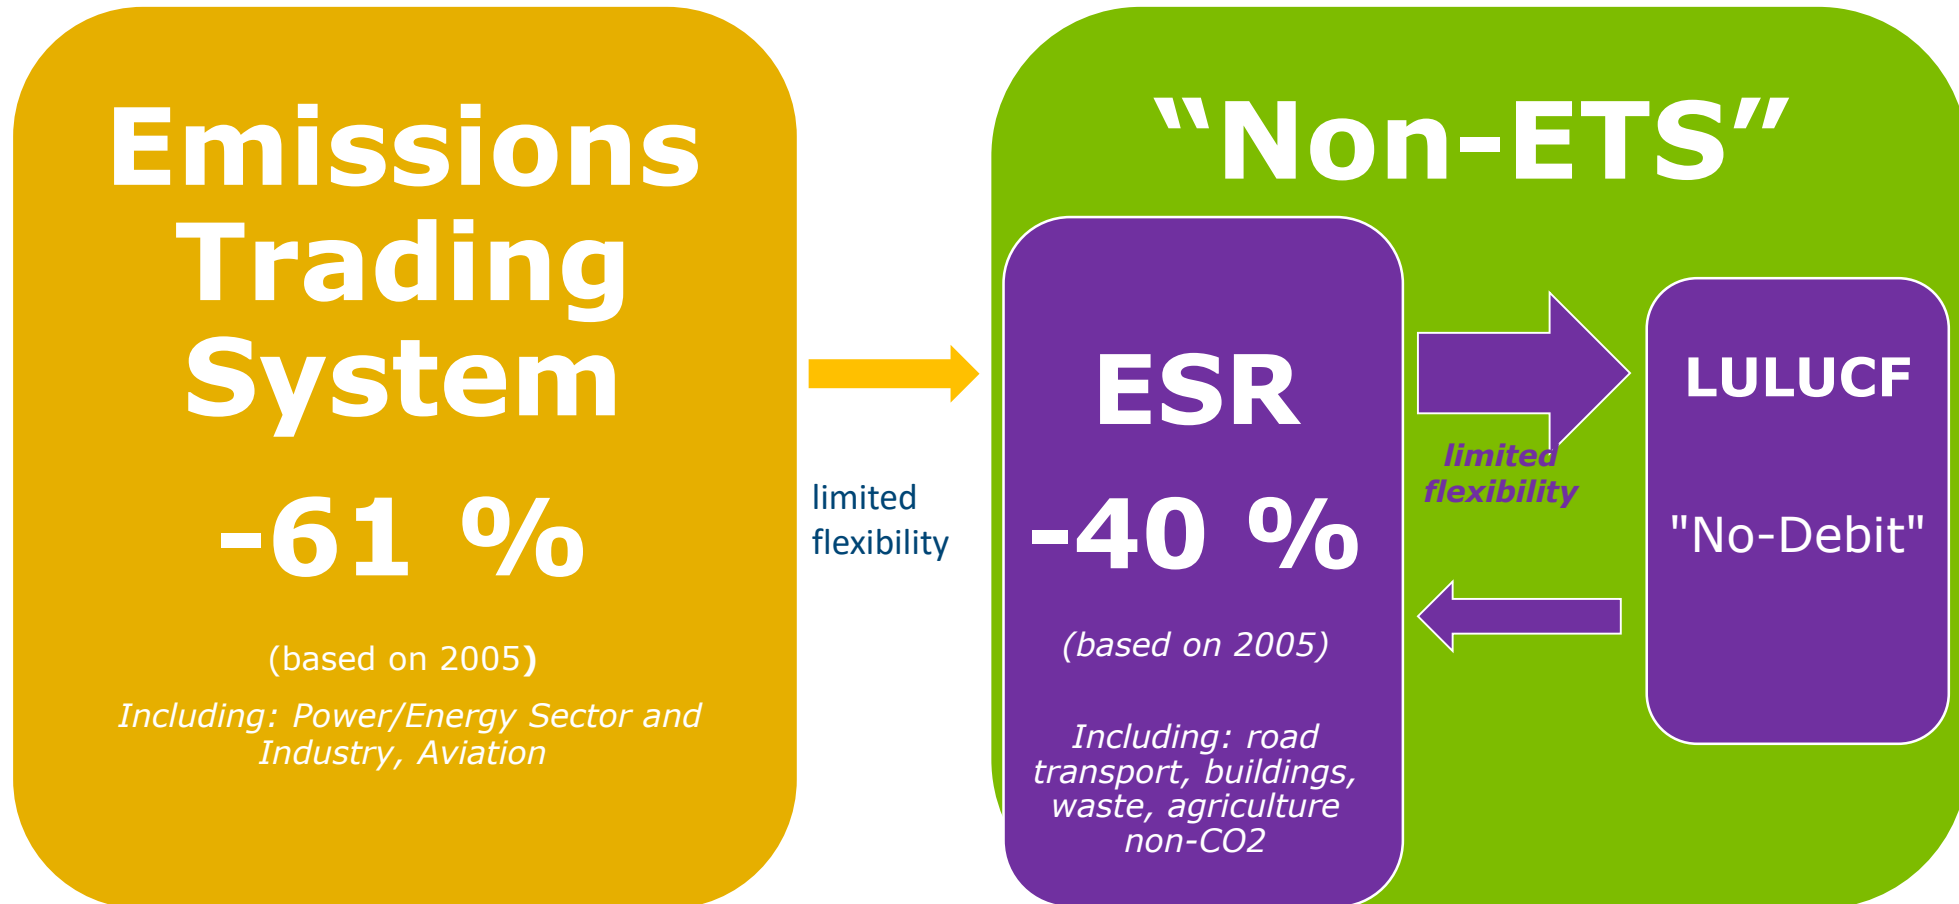 Emissions
Trading
System
-61 %
(based on 2005)
Including: Power/Energy Sector and
Industry, Aviation
limited
flexibility
“Non-ETS”
ESR
-40 %
(based on 2005)
Including: road
transport, buildings,
waste, agriculture
non-CO2
limited
flexibility
LULUCF
"No-Debit"